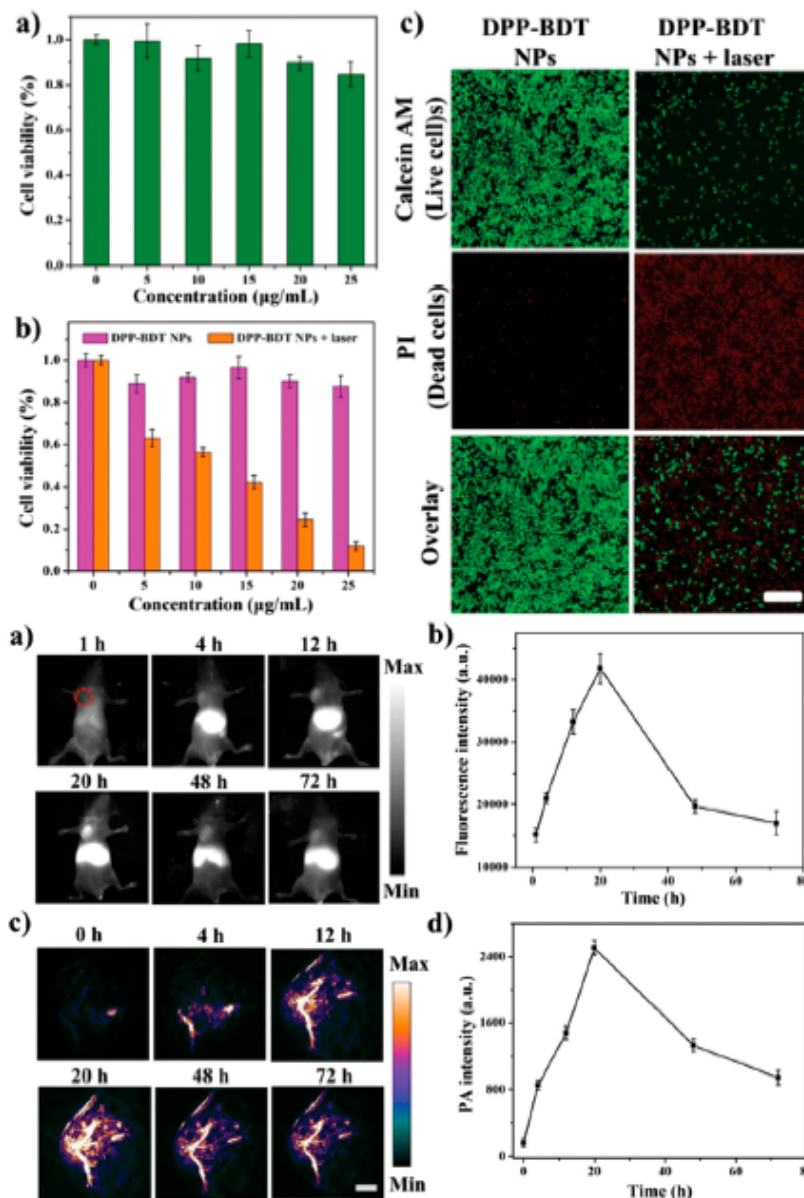 a)
Cell viability (%)
1.0
0.8
0.6
0.4
0.2
0.0
0 5 10 15 20 25
Concentration (μg/mL)
b)
DPP-BDT NPs DPP-BDT NPs + laser
Cell viability (%)
1.0
0.8
0.6
0.4
0.2
0.0
0 5 10 15 20 25
Concentration (μg/mL)
c)
DPP-BDT DPP-BDT
NPs NPs + laser
Calcein AM
(Live cell)s
PI
(Dead cells)
Overlay
a)
1 h 4 h 12 h
20 h 48 h 72 h
Max
Min
b)
Fluorescence intensity (a.u.)
40000
30000
20000
10000
0 20 40 60 80
Time (h)
c)
0 h 4 h 12 h
20 h 48 h 72 h
Max
Min
d)
PA intensity (a.u.)
2400
1600
800
0
0 20 40 60 8
Time (h)